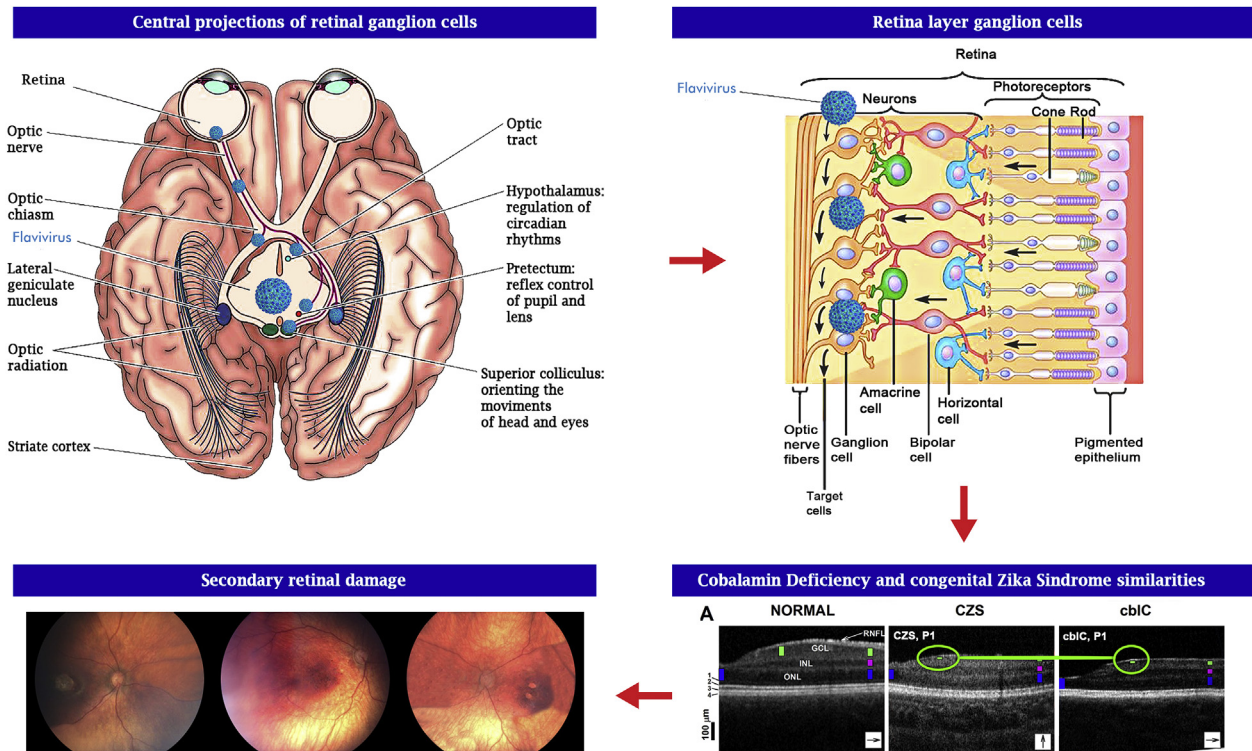 Central projections of retinal ganglion cells
Retina
Optic
nerve
Optic
chiasm
Flavivirus
Lateral
geniculate
nucleus
Optic
radiation
Striate cortex
Optic
tract
Hypothalamus:
regulation of
circadian
rhythms
Pretectum:
reflex control
of pupil and
lens
Superior colliculus:
orienting the
moviments
of head and eyes
Retina layer ganglion cells
Retina
Flavivirus
Photoreceptors
Neurons
Cone Rod
Amacrine
cell
Horizontal
cell
Optic
nerve
fibers
Ganglion
cell
Bipolar
cell
Pigmented
epithelium
Target
cells
Secondary retinal damage
Cobalamin Deficiency and congenital Zika Sindrome similarities
A
NORMAL
CZS
cblC
RNFL
GCL
INL
ONL
1
2
3
4
100 µm
CZS, P1
cblC, P1